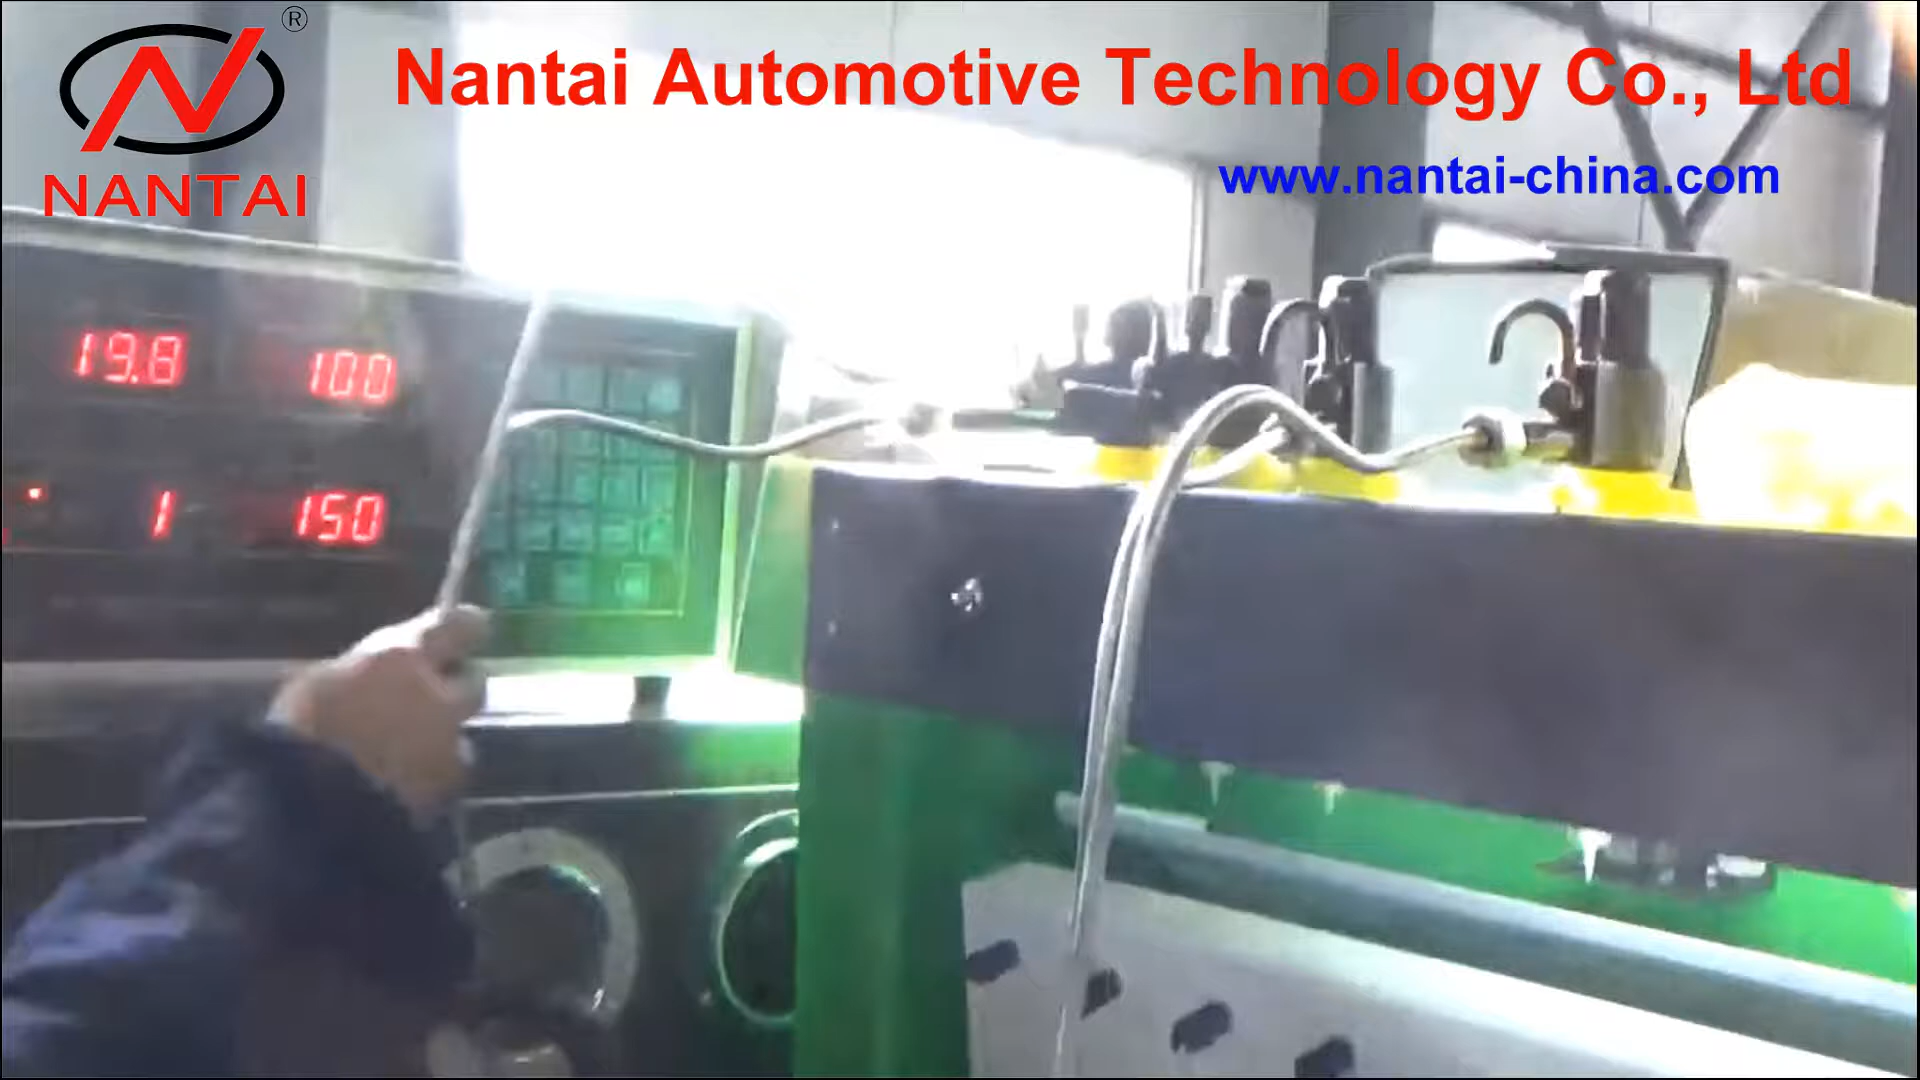 ®
Nantai Automotive Technology Co., Ltd
www.nantai-china.com
NANTAI
19.8 100
1 150